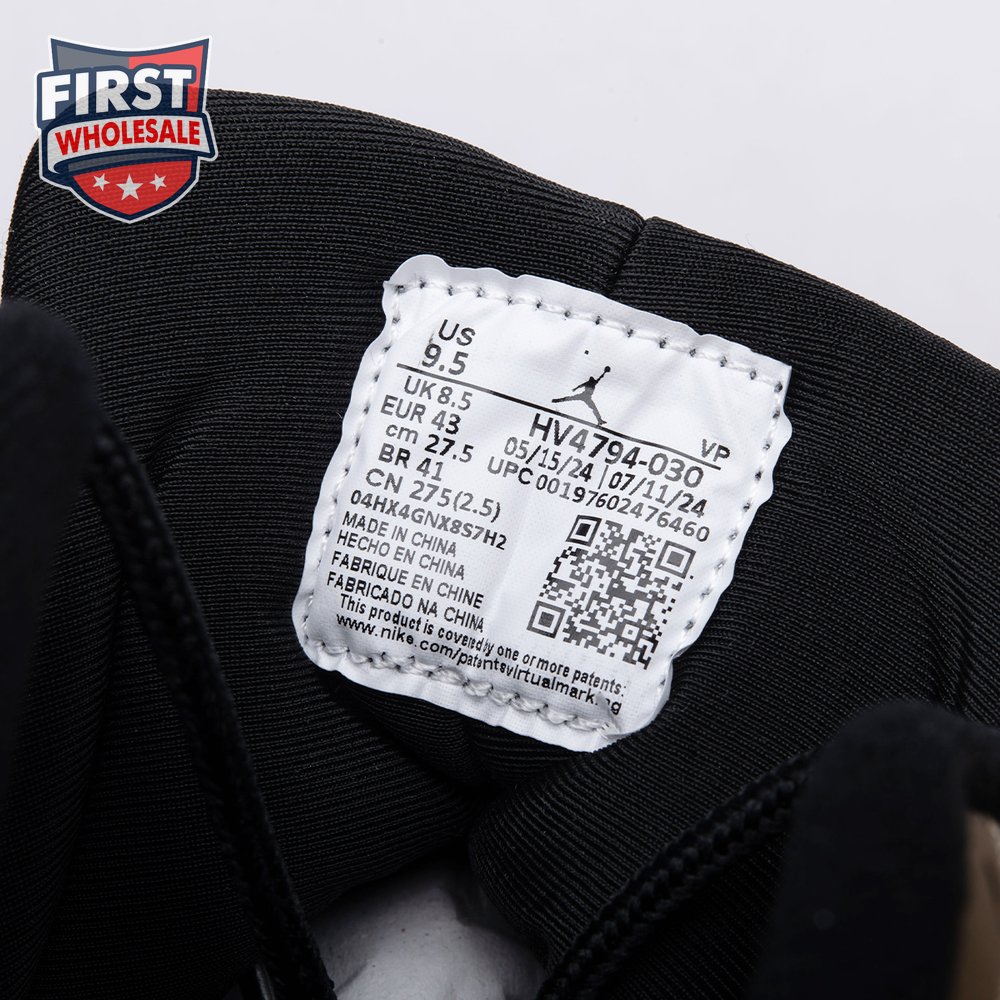 FIRST
WHOLESALE
US
9.5
UK 8.5
EUR 43
cm 27.5
BR 41
CN 275(2.5)
04HX4GNX8S7H2
MADE IN CHINA
HECHO EN CHINA
FABRIQUE EN CHINE
FABRICADO NA CHINA
HV4794-030
VP
05/15/24 | 07/11/24
UPC 00197602476460
This product is covered by one or more patents:
www.nike.com/patentsvirtualmarking